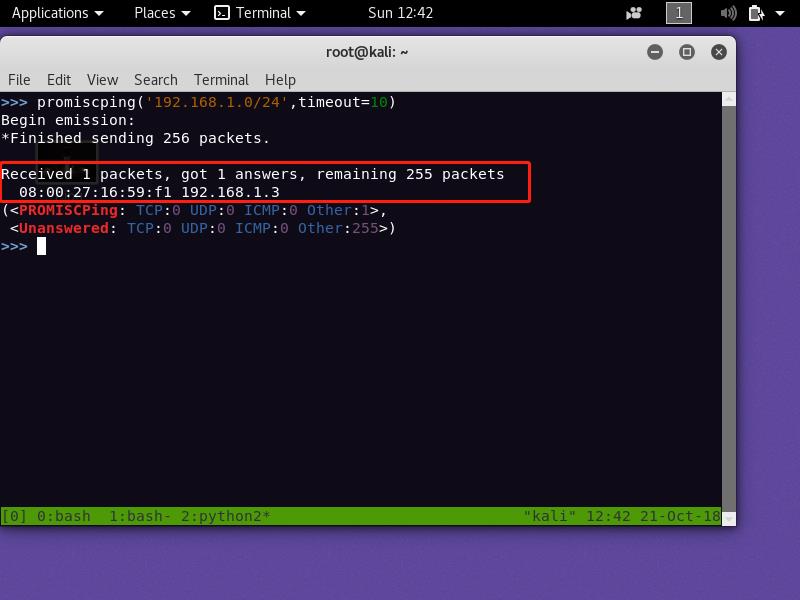 Applications Places Terminal Sun 12:42 1
root@kali: ~
File Edit View Search Terminal Help
>>> promiscping('192.168.1.0/24',timeout=10)
Begin emission:
*Finished sending 256 packets.
Received 1 packets, got 1 answers, remaining 255 packets
08:00:27:16:59:f1 192.168.1.3
(<PROMISCPing: TCP:0 UDP:0 ICMP:0 Other:1>,
<Unanswered: TCP:0 UDP:0 ICMP:0 Other:255>)
>>>
[0] 0:bash 1:bash- 2:python2* "kali" 12:42 21-Oct-18